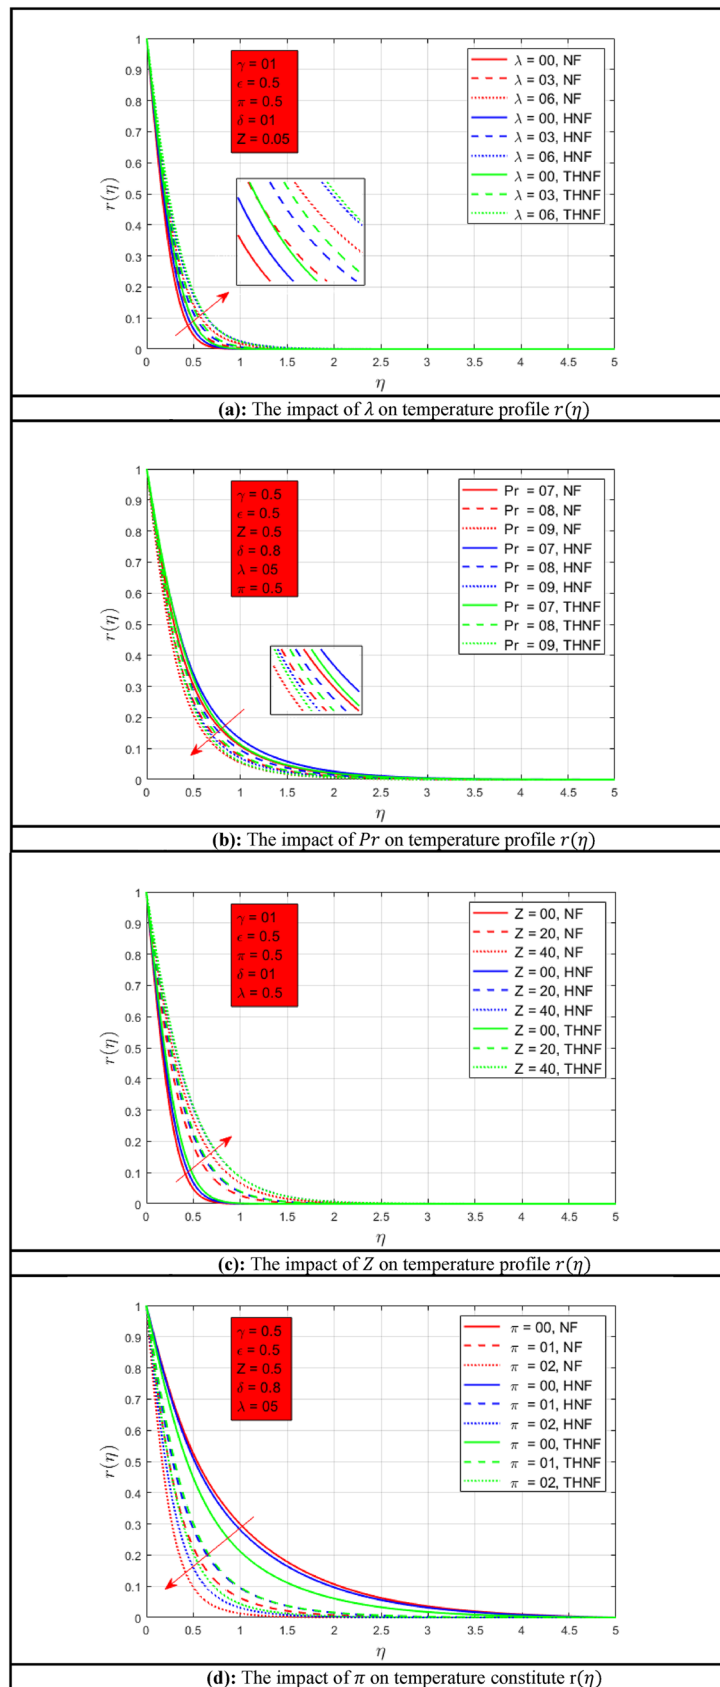 1
0.9
0.8
0.7
0.6
0.5
0.4
0.3
0.2
0.1
0
r(η)
γ = 01
ϵ = 0.5
π = 0.5
δ = 01
Z = 0.05
λ = 00, NF
λ = 03, NF
λ = 06, NF
λ = 00, HNF
λ = 03, HNF
λ = 06, HNF
λ = 00, THNF
λ = 03, THNF
λ = 06, THNF
0 0.5 1 1.5 2 2.5 3 3.5 4 4.5 5
η
(a): The impact of λ on temperature profile r(η)
1
0.9
0.8
0.7
0.6
0.5
0.4
0.3
0.2
0.1
0
r(η)
γ = 0.5
ϵ = 0.5
Z = 0.5
δ = 0.8
λ = 05
π = 0.5
Pr = 07, NF
Pr = 08, NF
Pr = 09, NF
Pr = 07, HNF
Pr = 08, HNF
Pr = 09, HNF
Pr = 07, THNF
Pr = 08, THNF
Pr = 09, THNF
0 0.5 1 1.5 2 2.5 3 3.5 4 4.5 5
η
(b): The impact of Pr on temperature profile r(η)
1
0.9
0.8
0.7
0.6
0.5
0.4
0.3
0.2
0.1
0
r(η)
γ = 01
ϵ = 0.5
π = 0.5
δ = 01
λ = 0.5
Z = 00, NF
Z = 20, NF
Z = 40, NF
Z = 00, HNF
Z = 20, HNF
Z = 40, HNF
Z = 00, THNF
Z = 20, THNF
Z = 40, THNF
0 0.5 1 1.5 2 2.5 3 3.5 4 4.5 5
η
(c): The impact of Z on temperature profile r(η)
1
0.9
0.8
0.7
0.6
0.5
0.4
0.3
0.2
0.1
0
r(η)
γ = 0.5
ϵ = 0.5
Z = 0.5
δ = 0.8
λ = 05
π = 00, NF
π = 01, NF
π = 02, NF
π = 00, HNF
π = 01, HNF
π = 02, HNF
π = 00, THNF
π = 01, THNF
π = 02, THNF
0 0.5 1 1.5 2 2.5 3 3.5 4 4.5 5
η
(d): The impact of π on temperature constitute r(η)